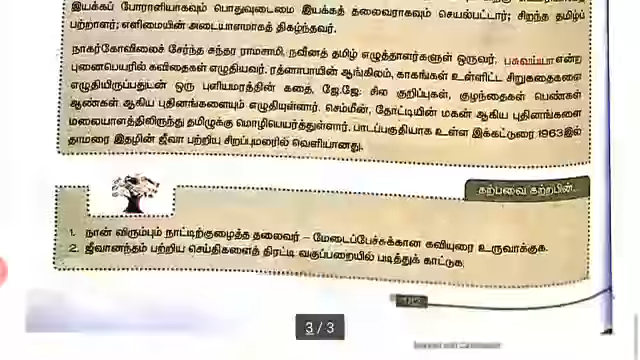 இயக்கப் போராளியாகவும் பொதுவுடைமை இயக்கத் தலைவராகவும் செயல்பட்டார்; சிறந்த தமிழ்ப்
பற்றாளர்; எளிமையின் அடையாளமாகத் திகழ்ந்தவர்.
நாகர்கோவிலைச் சேர்ந்த சுந்தர ராமசாமி, நவீனத் தமிழ் எழுத்தாளர்களுள் ஒருவர். பசுவய்யா என்ற
புனைபெயரில் கவிதைகள் எழுதியவர். ரத்னாபாயின் ஆங்கிலம், காகங்கள் உள்ளிட்ட சிறுகதைகளை
எழுதியிருப்பதுடன் ஒரு புளியமரத்தின் கதை, ஜே.ஜே: சில குறிப்புகள், குழந்தைகள் பெண்கள்
ஆண்கள் ஆகிய புதினங்களையும் எழுதியுள்ளார். செம்மீன், தோட்டியின் மகன் ஆகிய புதினங்களை
மலையாளத்திலிருந்து தமிழுக்கு மொழிபெயர்த்துள்ளார். பாடப்பகுதியாக உள்ள இக்கட்டுரை 1963இல்
தாமரை இதழின் ஜீவா பற்றிய சிறப்புமலரில் வெளியானது.
கற்பவை கற்றபின்...
1. நான் விரும்பும் நாட்டிற்குழைத்த தலைவர் – மேடைப்பேச்சுக்கான கவியுரை உருவாக்குக.
2. ஜீவானந்தம் பற்றிய செய்திகளைத் திரட்டி வகுப்பறையில் படித்துக் காட்டுக.
182
3 / 3
Scanned with CamScanner